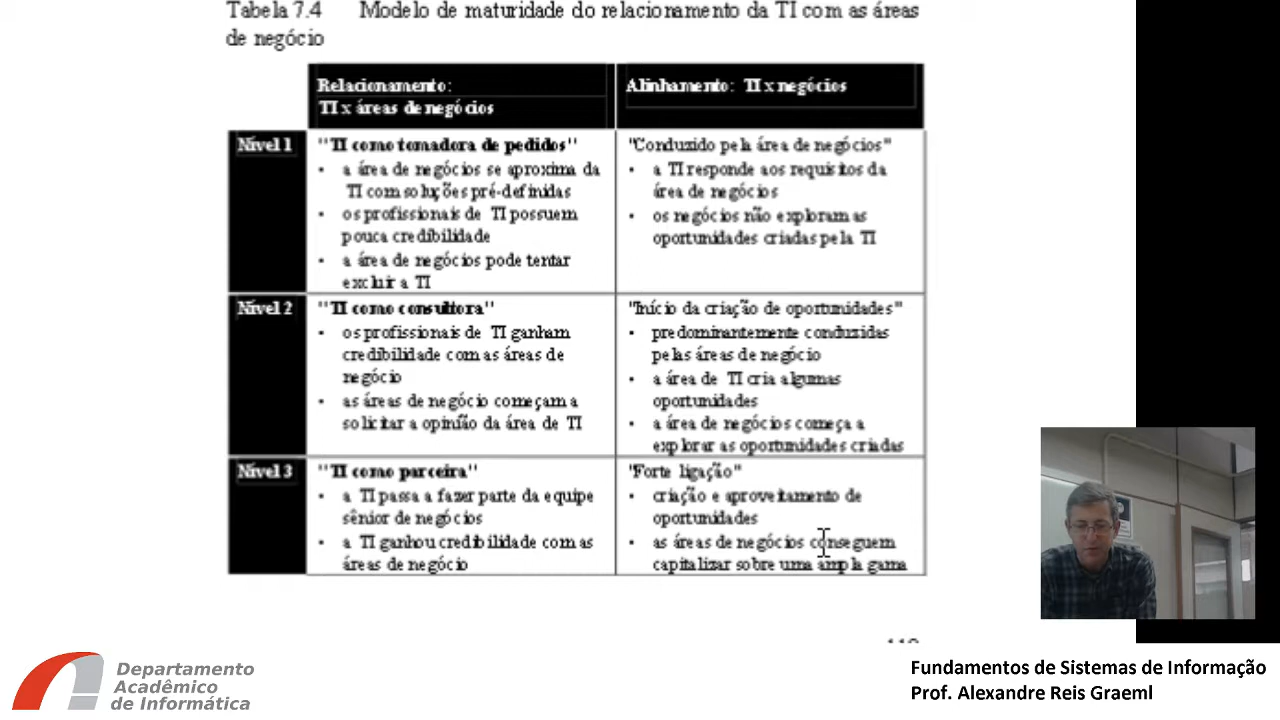 Tabela 7.4 Modelo de maturidade do relacionamento da TI com as áreas
de negócio
Relacionamento:
TI x áreas de negócios
Alinhamento: TI x negócios
Nível 1
"TI como tomadora de pedidos"
• a área de negócios se aproxima da
TI com soluções pré-definidas
• os profissionais de TI possuem
pouca credibilidade
• a área de negócios pode tentar
excluir a TI
"Conduzido pela área de negócios"
• a TI responde aos requisitos da
área de negócios
• os negócios não exploram as
oportunidades criadas pela TI
Nível 2
"TI como consultora"
• os profissionais de TI ganham
credibilidade com as áreas de
negócio
• as áreas de negócio começam a
solicitar a opinião da área de TI
"Início da criação de oportunidades"
• predominantemente conduzidas
pelas áreas de negócio
• a área de TI cria algumas
oportunidades
• a área de negócios começa a
explorar as oportunidades criadas
Nível 3
"TI como parceira"
• a TI passa a fazer parte da equipe
sênior de negócios
• a TI ganhou credibilidade com as
áreas de negócio
"Forte ligação"
• criação e aproveitamento de
oportunidades
• as áreas de negócios conseguem
capitalizar sobre uma ampla gama
Departamento
Acadêmico
de Informática
Fundamentos de Sistemas de Informação
Prof. Alexandre Reis Graeml